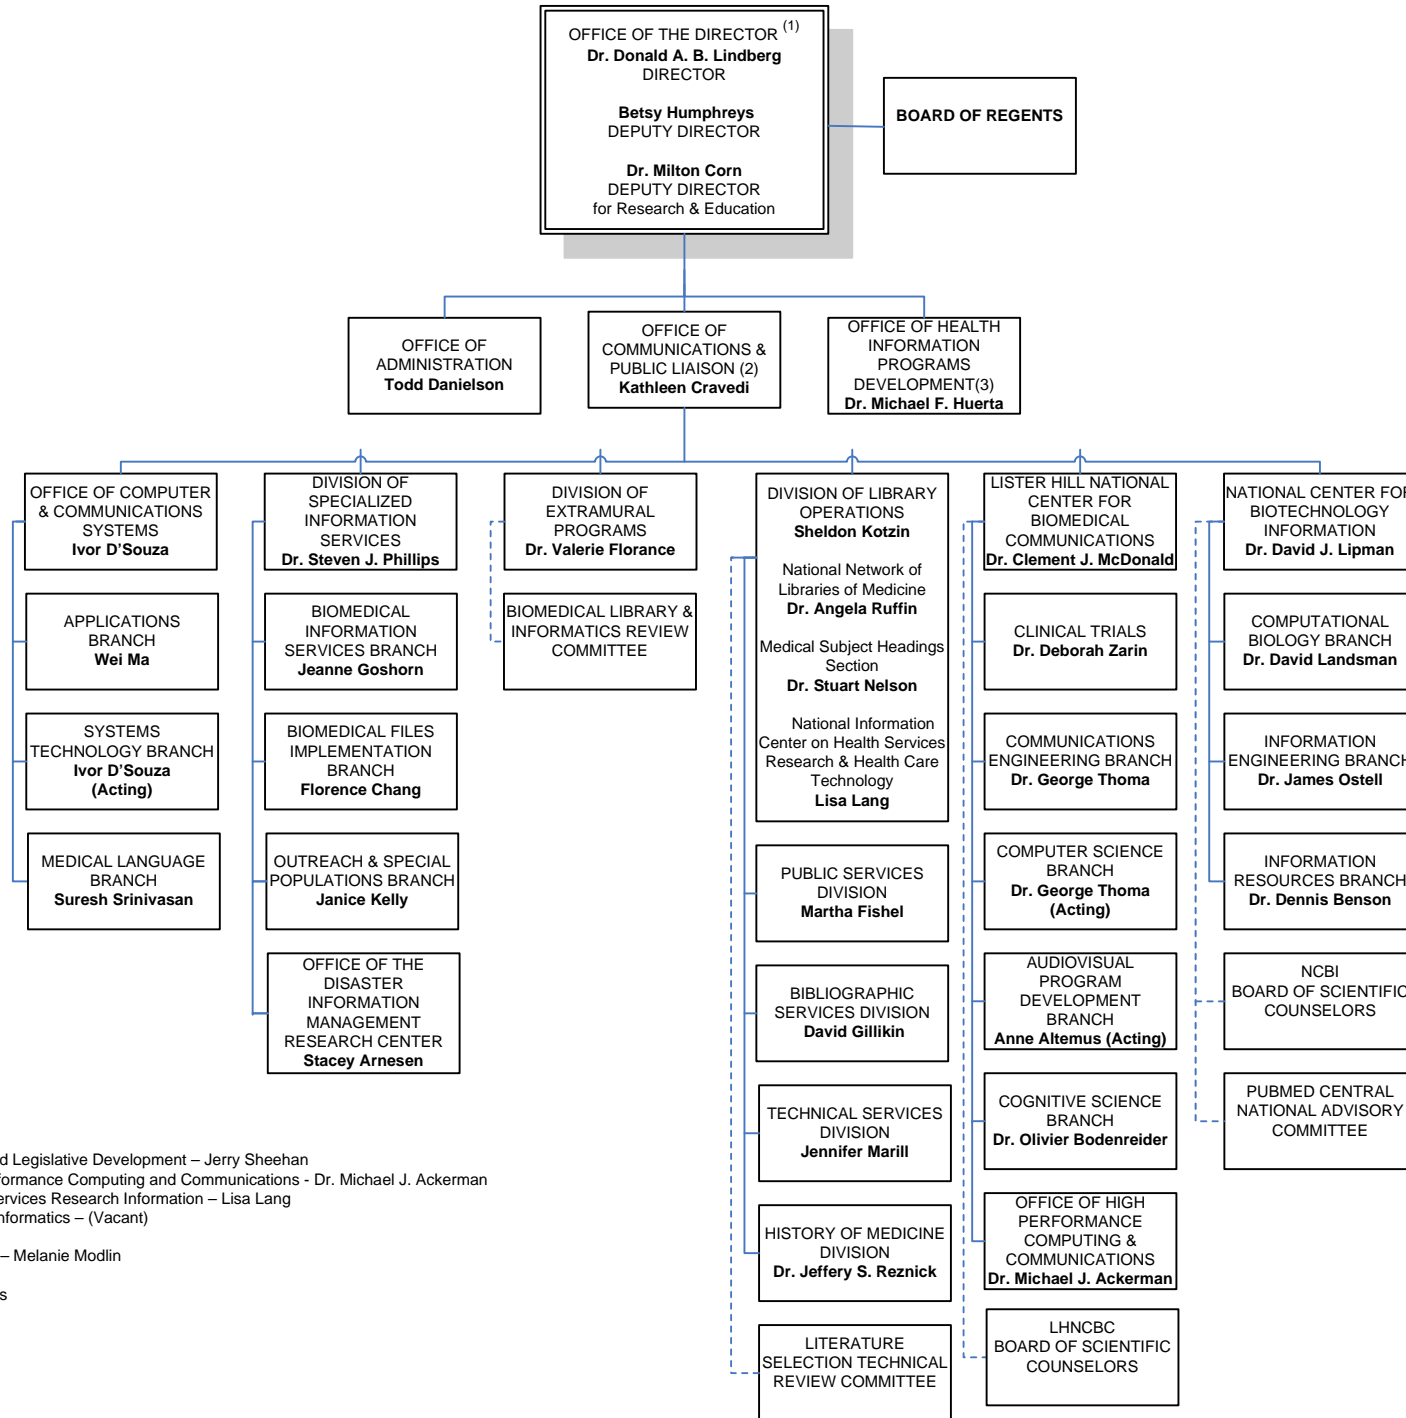 OFFICE OF THE DIRECTOR (1)
Dr. Donald A. B. Lindberg
DIRECTOR
Betsy Humphreys
DEPUTY DIRECTOR
Dr. Milton Corn
DEPUTY DIRECTOR
for Research & Education
BOARD OF REGENTS
OFFICE OF
ADMINISTRATION
Todd Danielson
OFFICE OF
COMMUNICATIONS &
PUBLIC LIAISON (2)
Kathleen Cravedi
OFFICE OF HEALTH
INFORMATION
PROGRAMS
DEVELOPMENT(3)
Dr. Michael F. Huerta
OFFICE OF COMPUTER
& COMMUNICATIONS
SYSTEMS
Ivor D'Souza
APPLICATIONS
BRANCH
Wei Ma
SYSTEMS
TECHNOLOGY BRANCH
Ivor D'Souza
(Acting)
MEDICAL LANGUAGE
BRANCH
Suresh Srinivasan
DIVISION OF
SPECIALIZED
INFORMATION
SERVICES
Dr. Steven J. Phillips
BIOMEDICAL
INFORMATION
SERVICES BRANCH
Jeanne Goshorn
BIOMEDICAL FILES
IMPLEMENTATION
BRANCH
Florence Chang
OUTREACH & SPECIAL
POPULATIONS BRANCH
Janice Kelly
OFFICE OF THE
DISASTER
INFORMATION
MANAGEMENT
RESEARCH CENTER
Stacey Arnesen
DIVISION OF
EXTRAMURAL
PROGRAMS
Dr. Valerie Florance
BIOMEDICAL LIBRARY &
INFORMATICS REVIEW
COMMITTEE
DIVISION OF LIBRARY
OPERATIONS
Sheldon Kotzin
National Network of
Libraries of Medicine
Dr. Angela Ruffin
Medical Subject Headings
Section
Dr. Stuart Nelson
National Information
Center on Health Services
Research & Health Care
Technology
Lisa Lang
PUBLIC SERVICES
DIVISION
Martha Fishel
BIBLIOGRAPHIC
SERVICES DIVISION
David Gillikin
TECHNICAL SERVICES
DIVISION
Jennifer Marill
HISTORY OF MEDICINE
DIVISION
Dr. Jeffery S. Reznick
LITERATURE
SELECTION TECHNICAL
REVIEW COMMITTEE
LISTER HILL NATIONAL
CENTER FOR
BIOMEDICAL
COMMUNICATIONS
Dr. Clement J. McDonald
CLINICAL TRIALS
Dr. Deborah Zarin
COMMUNICATIONS
ENGINEERING BRANCH
Dr. George Thoma
COMPUTER SCIENCE
BRANCH
Dr. George Thoma
(Acting)
AUDIOVISUAL
PROGRAM
DEVELOPMENT
BRANCH
Anne Altemus (Acting)
COGNITIVE SCIENCE
BRANCH
Dr. Olivier Bodenreider
OFFICE OF HIGH
PERFORMANCE
COMPUTING &
COMMUNICATIONS
Dr. Michael J. Ackerman
LHNCBC
BOARD OF SCIENTIFIC
COUNSELORS
NATIONAL CENTER FOR
BIOTECHNOLOGY
INFORMATION
Dr. David J. Lipman
COMPUTATIONAL
BIOLOGY BRANCH
Dr. David Landsman
INFORMATION
ENGINEERING BRANCH
Dr. James Ostell
INFORMATION
RESOURCES BRANCH
Dr. Dennis Benson
NCBI
BOARD OF SCIENTIFIC
COUNSELORS
PUBMED CENTRAL
NATIONAL ADVISORY
COMMITTEE
d Legislative Development – Jerry Sheehan
formance Computing and Communications - Dr. Michael J. Ackerman
ervices Research Information – Lisa Lang
nformatics – (Vacant)
– Melanie Modlin
s